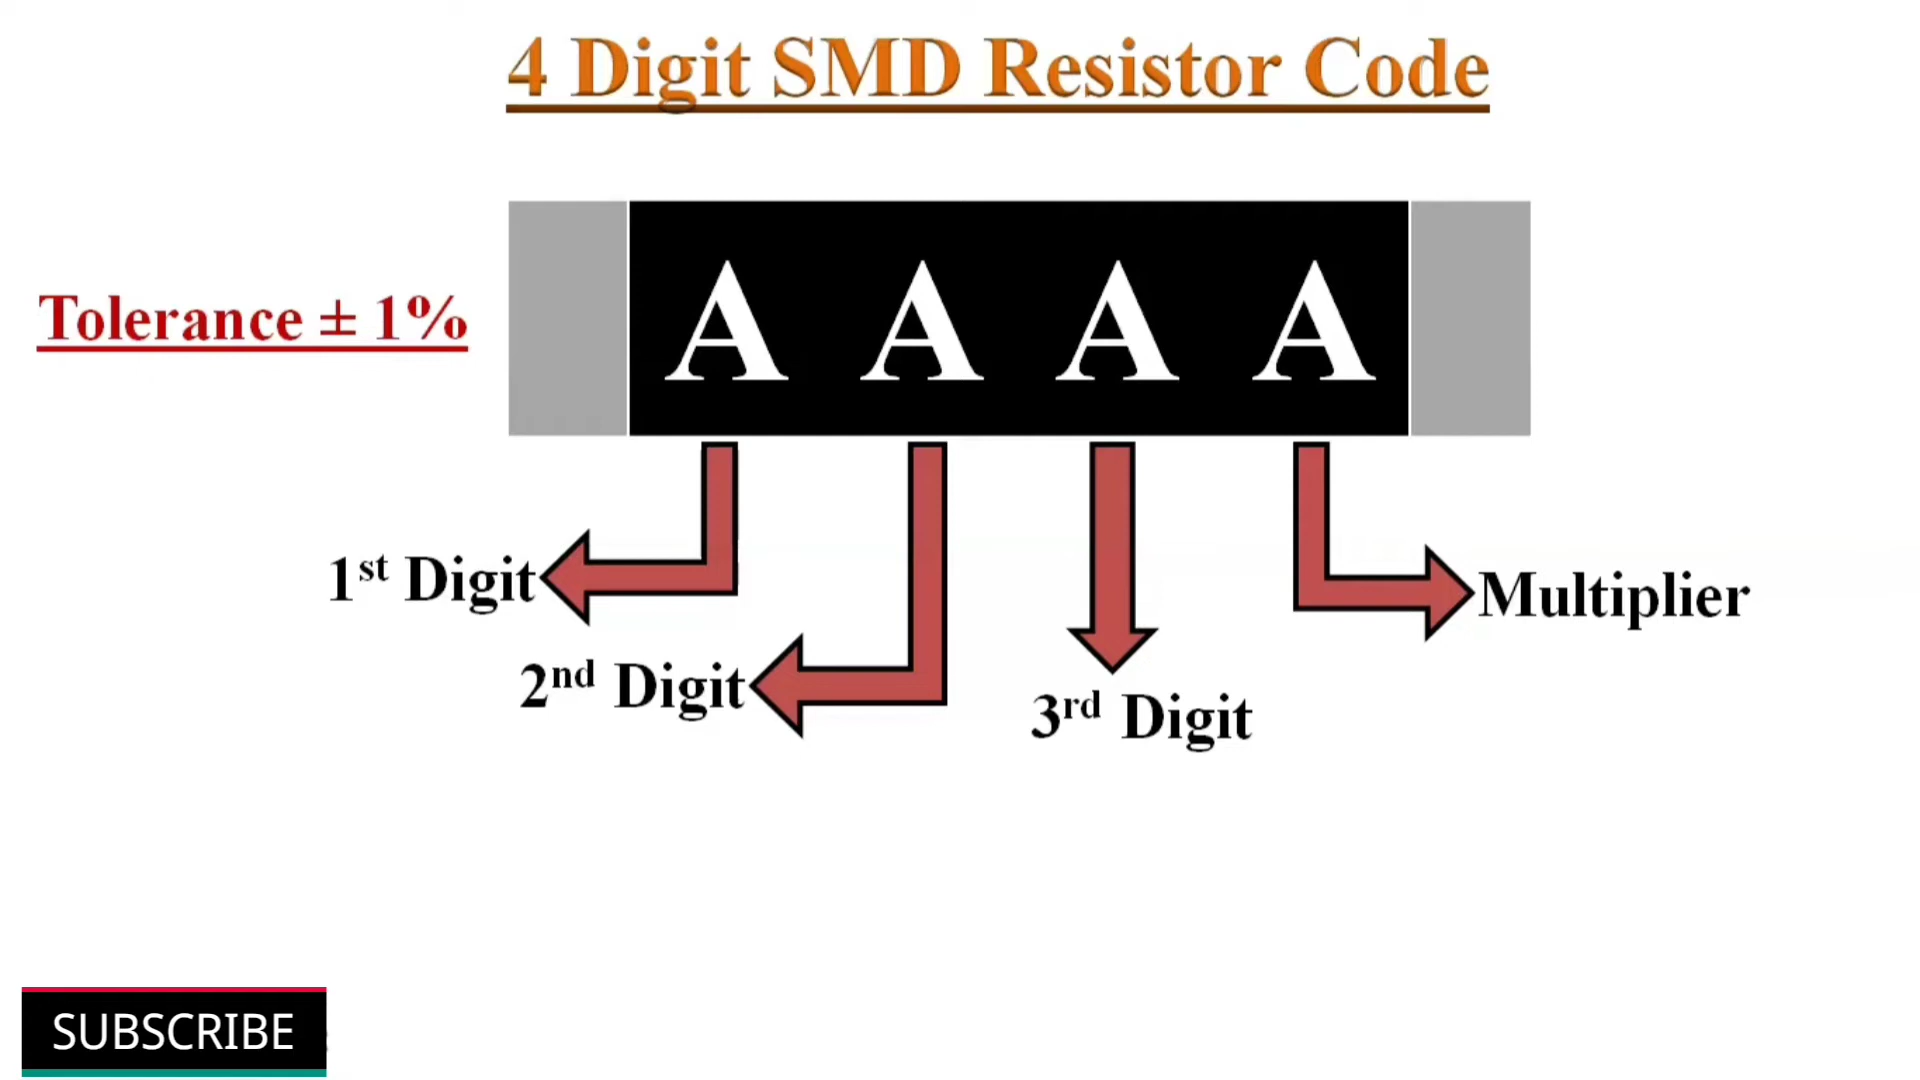 4 Digit SMD Resistor Code
Tolerance ± 1%
A A A A
1st Digit
2nd Digit
3rd Digit
Multiplier
SUBSCRIBE